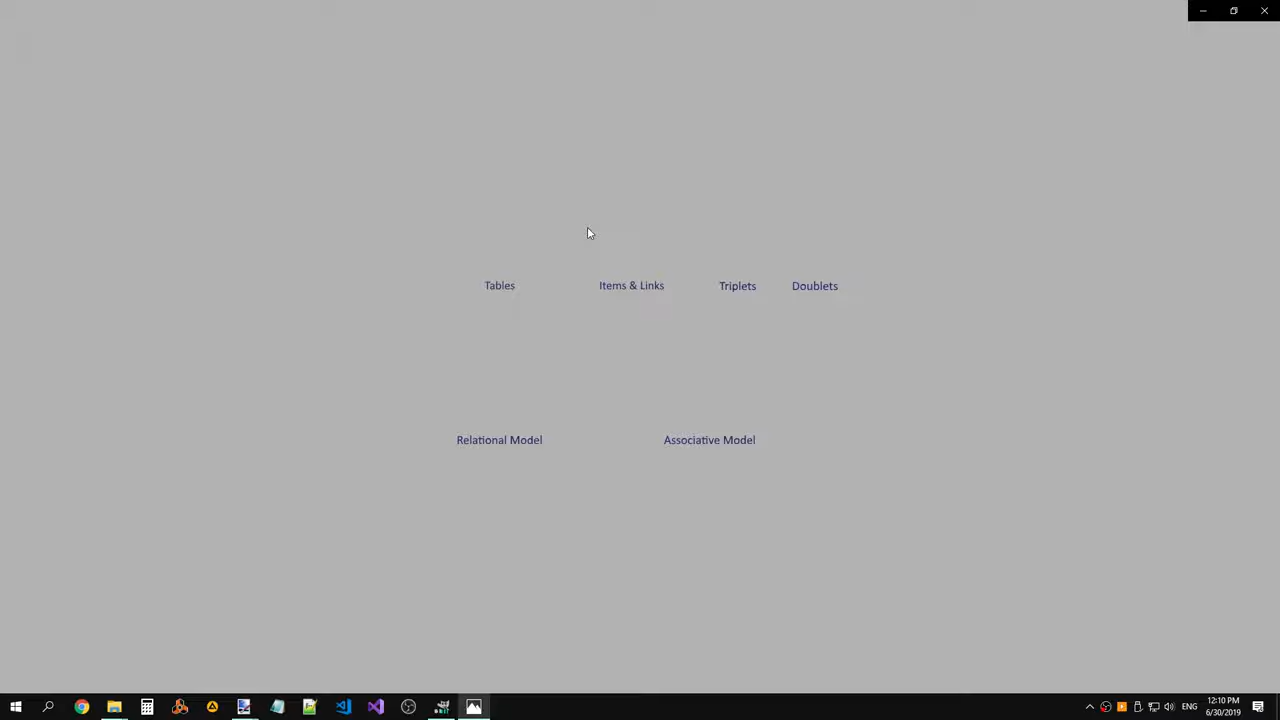 Tables Items & Links Triplets Doublets
Relational Model Associative Model
12:10 PM
ENG
6/30/2019